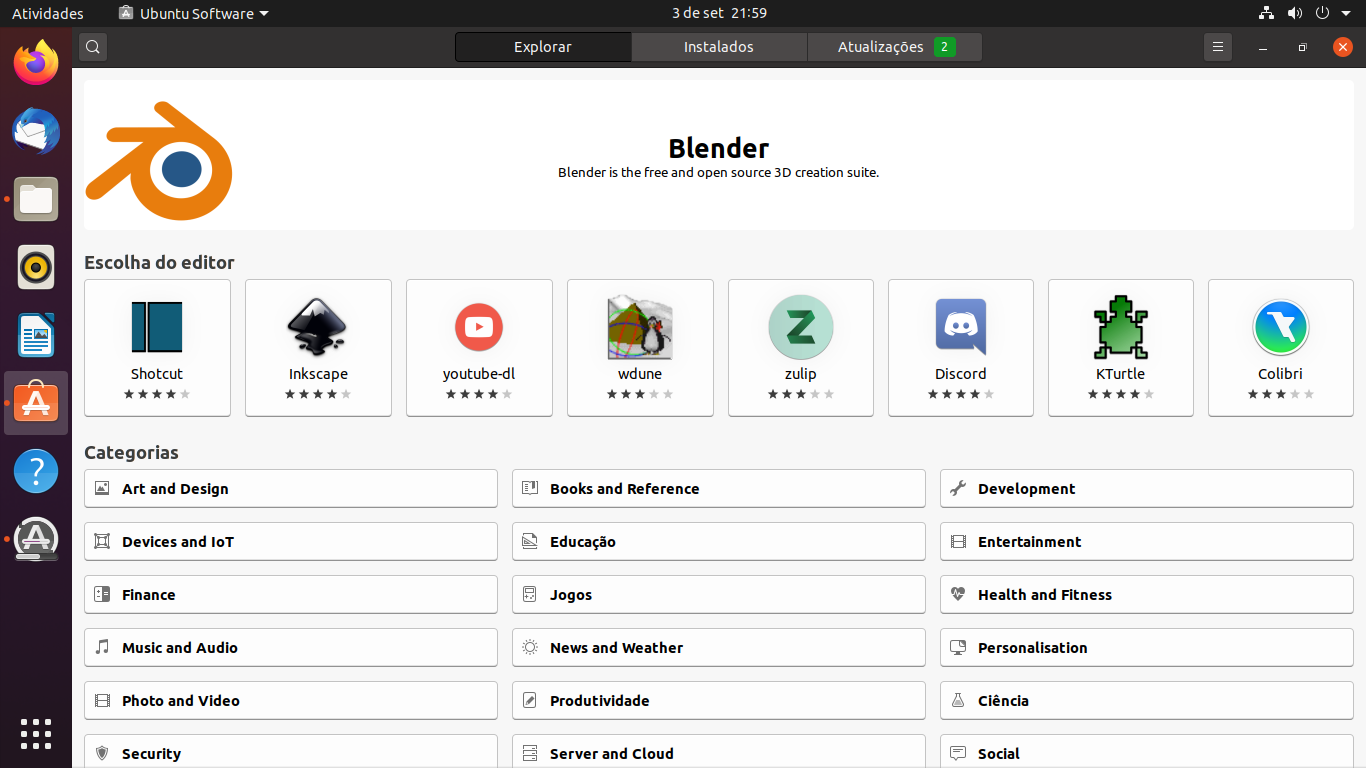 Atividades Ubuntu Software 3 de set 21:59
Explorar Instalados Atualizações 2
Blender
Blender is the free and open source 3D creation suite.
Escolha do editor
Shotcut Inkscape youtube-dl wdune zulip Discord KTurtle Colibri
Categorias
Art and Design Books and Reference Development
Devices and IoT Educação Entertainment
Finance Jogos Health and Fitness
Music and Audio News and Weather Personalisation
Photo and Video Produtividade Ciência
Security Server and Cloud Social